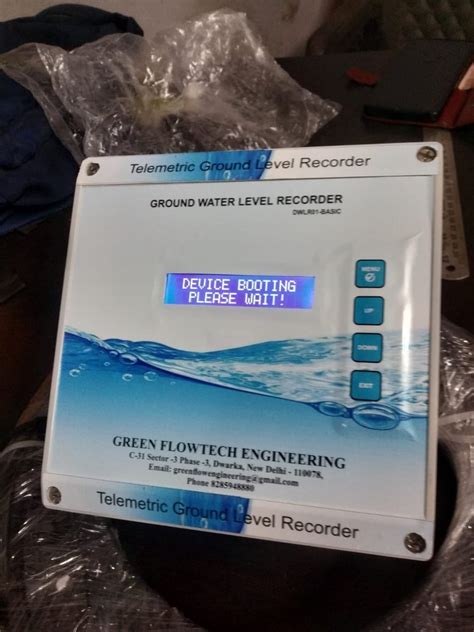 Telemetric Ground Level Recorder
GROUND WATER LEVEL RECORDER
DWLR01-BASIC
DEVICE BOOTING
PLEASE WAIT!
MENU
UP
DOWN
EXIT
GREEN FLOWTECH ENGINEERING
C-31 Sector -3 Phase -3, Dwarka, New Delhi - 110078,
Email: greenflowengineering@gmail.com
Phone 8285948880
Telemetric Ground Level Recorder